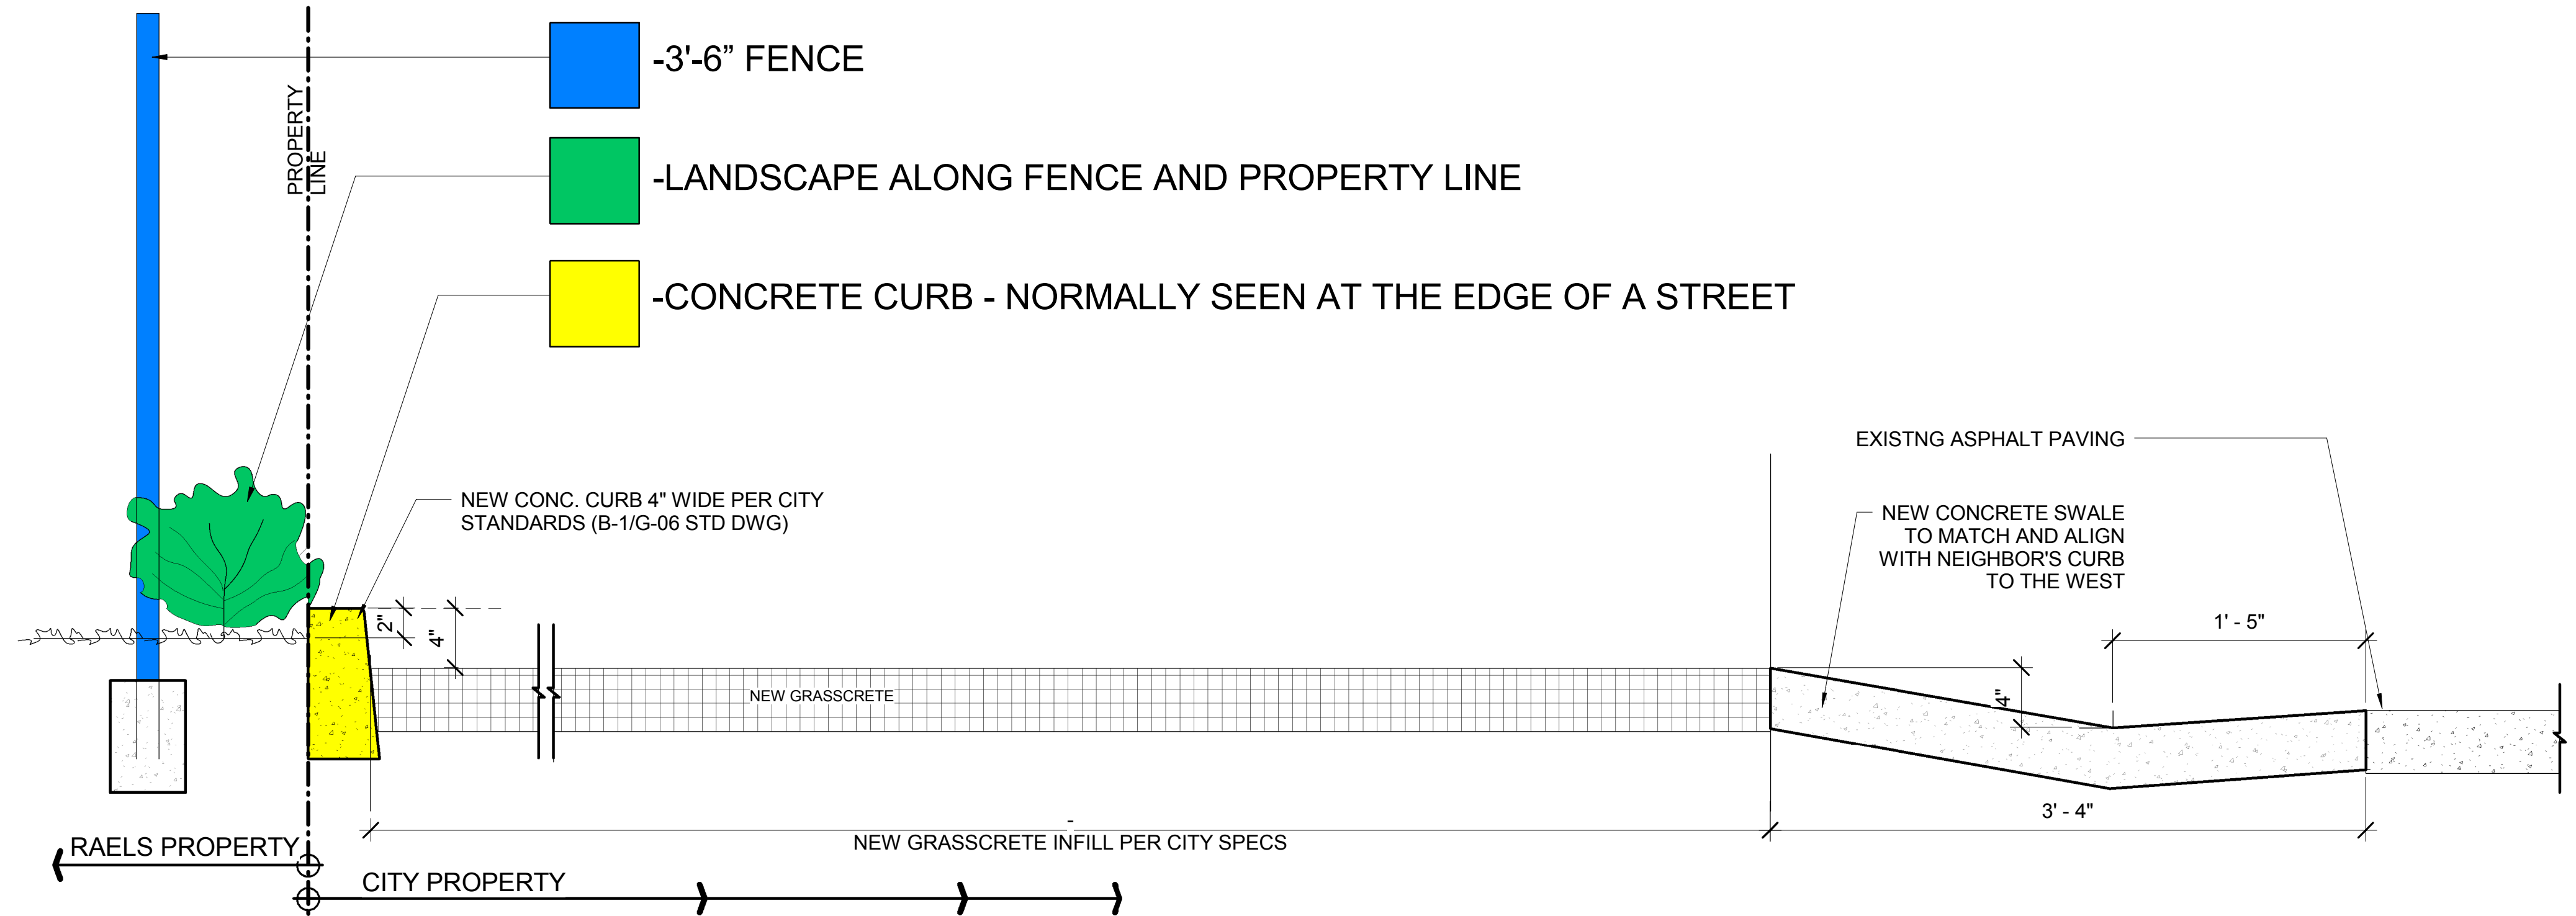 -3'-6” FENCE
PROPERTY
LINE
-LANDSCAPE ALONG FENCE AND PROPERTY LINE
-CONCRETE CURB - NORMALLY SEEN AT THE EDGE OF A STREET
EXISTNG ASPHALT PAVING
NEW CONC. CURB 4" WIDE PER CITY
STANDARDS (B-1/G-06 STD DWG)
NEW CONCRETE SWALE
TO MATCH AND ALIGN
WITH NEIGHBOR'S CURB
TO THE WEST
2"
4"
1' - 5"
NEW GRASSCRETE
4"
3' - 4"
-
NEW GRASSCRETE INFILL PER CITY SPECS
RAELS PROPERTY
CITY PROPERTY